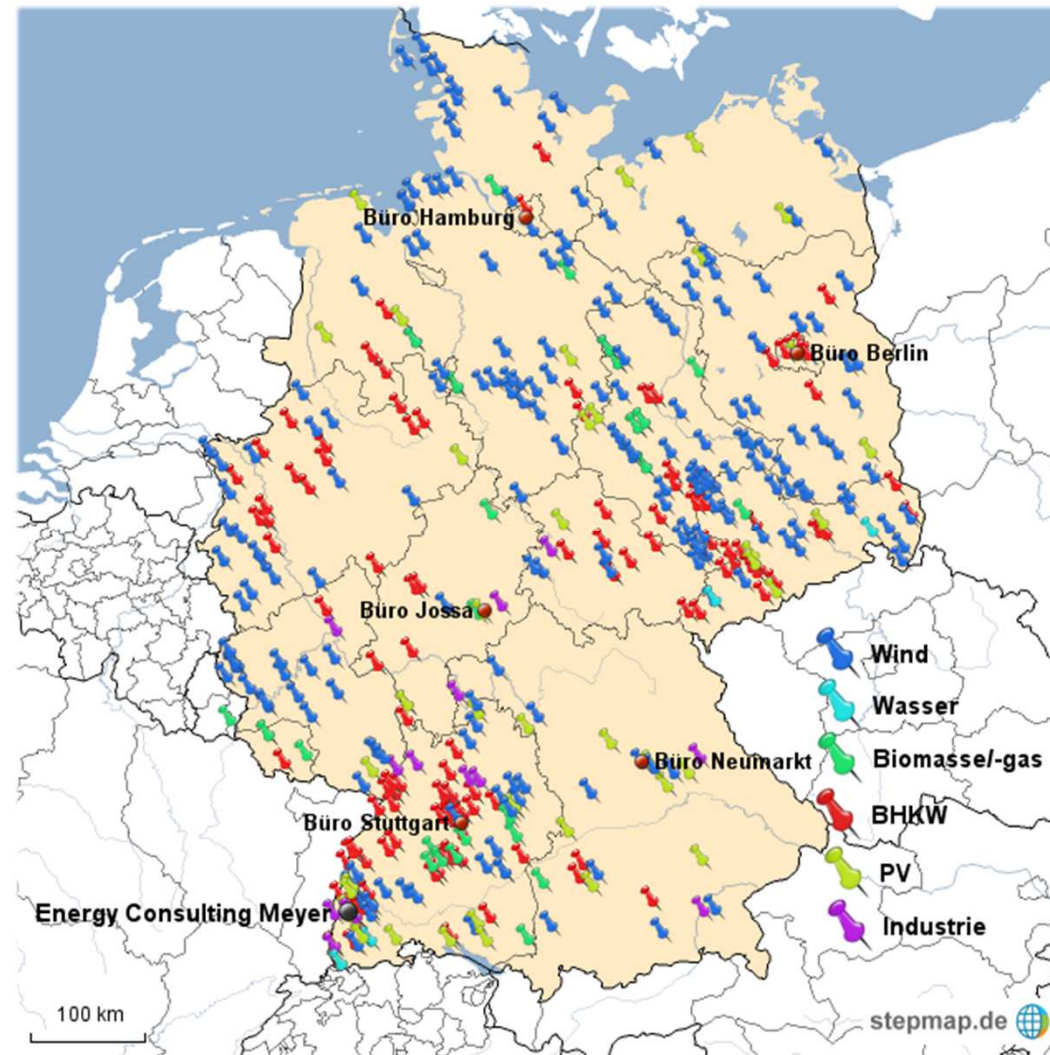 Büro Hamburg
Büro Berlin
Büro Jossa
Wind
Wasser
Büro Neumarkt
Biomasse/-gas
BHKW
Büro Stuttgart
PV
Energy Consulting Meyer
Industrie
100 km
stepmap.de